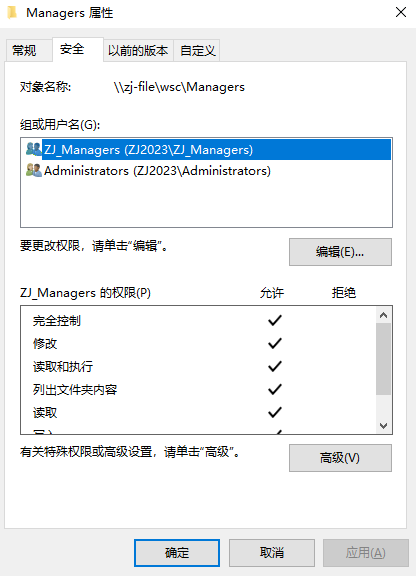 Managers 属性
常规 安全 以前的版本 自定义
对象名称: \\zj-file\wsc\Managers
组或用户名(G):
ZJ_Managers (ZJ2023\ZJ_Managers)
Administrators (ZJ2023\Administrators)
要更改权限，请单击“编辑”。 编辑(E)...
ZJ_Managers 的权限(P) 允许 拒绝
完全控制
修改
读取和执行
列出文件夹内容
读取
有关特殊权限或高级设置，请单击“高级”。 高级(V)
确定 取消 应用(A)